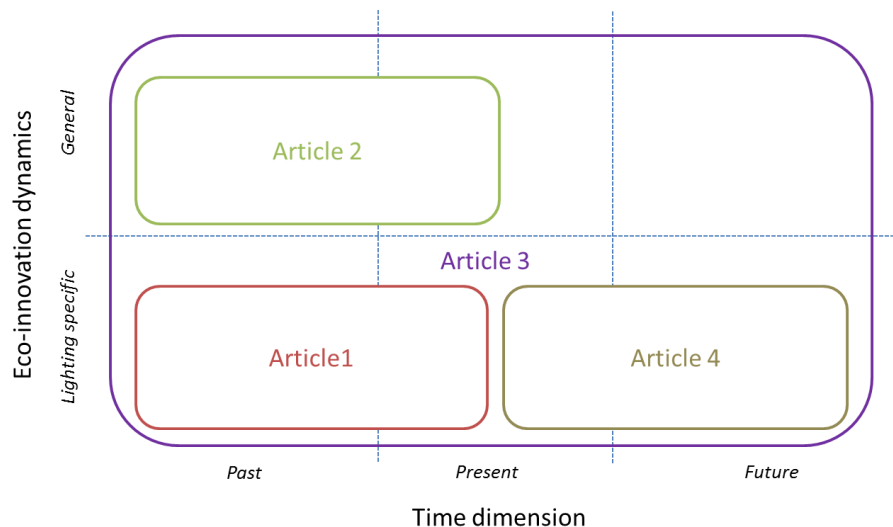 Eco-innovation dynamics
General
Article 2
Article 3
Lighting specific
Article1
Article 4
Past
Present
Future
Time dimension